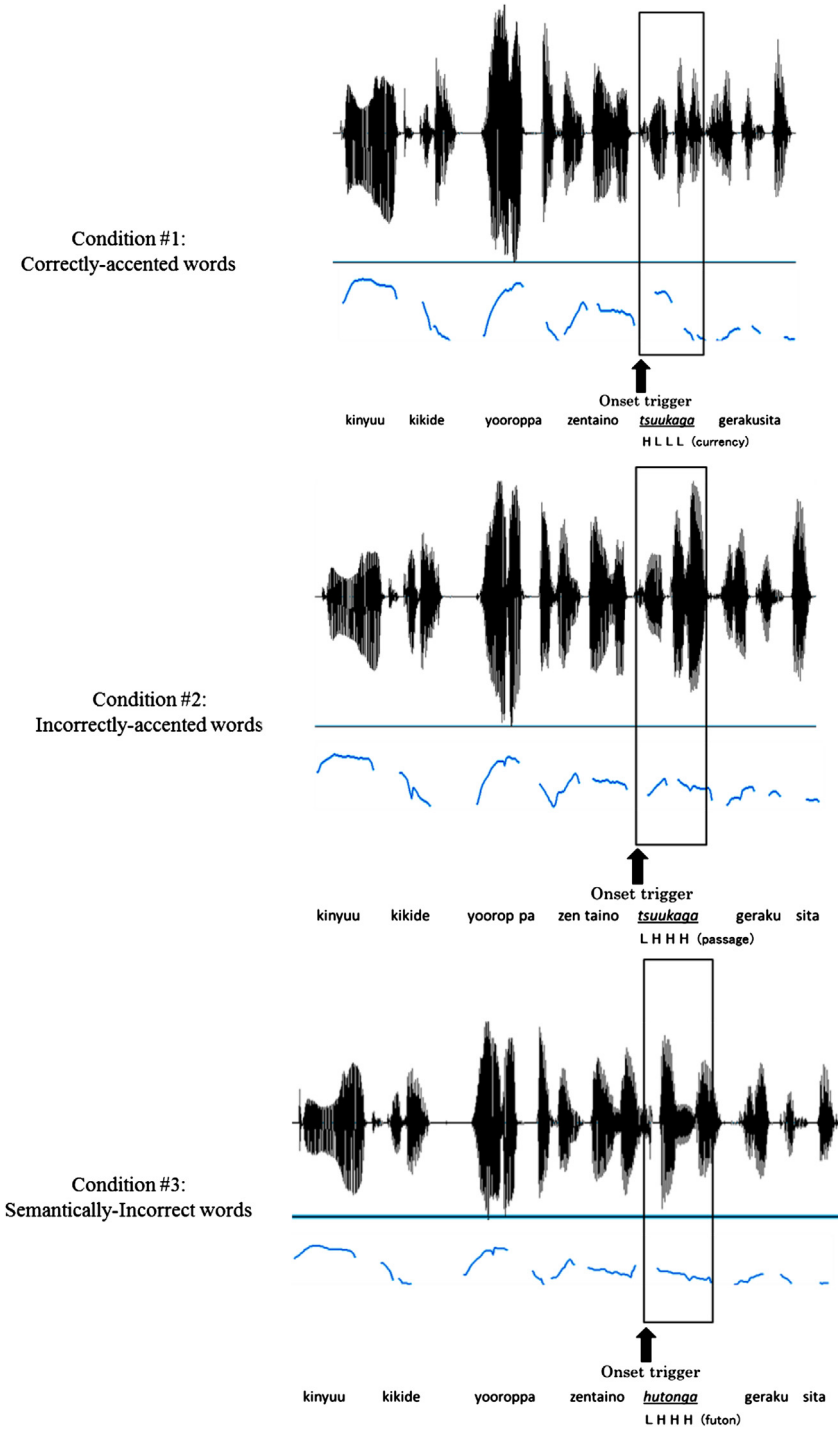 Condition #1:
Correctly-accented words
Onset trigger
kinyuu kikide yooroppa zentaino tsuukaga gerakusita
H L L L (currency)
Condition #2:
Incorrectly-accented words
Onset trigger
kinyuu kikide yoorop pa zen taino tsuukaga geraku sita
L H H H (passage)
Condition #3:
Semantically-Incorrect words
Onset trigger
kinyuu kikide yooroppa zentaino hutonga geraku sita
L H H H (futon)